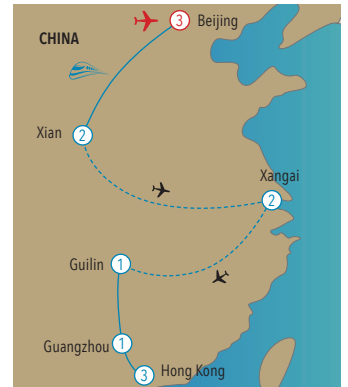 3 Beijing
CHINA
Xian 2
Xangai
2
Guilin 1
Guangzhou 1
3 Hong Kong